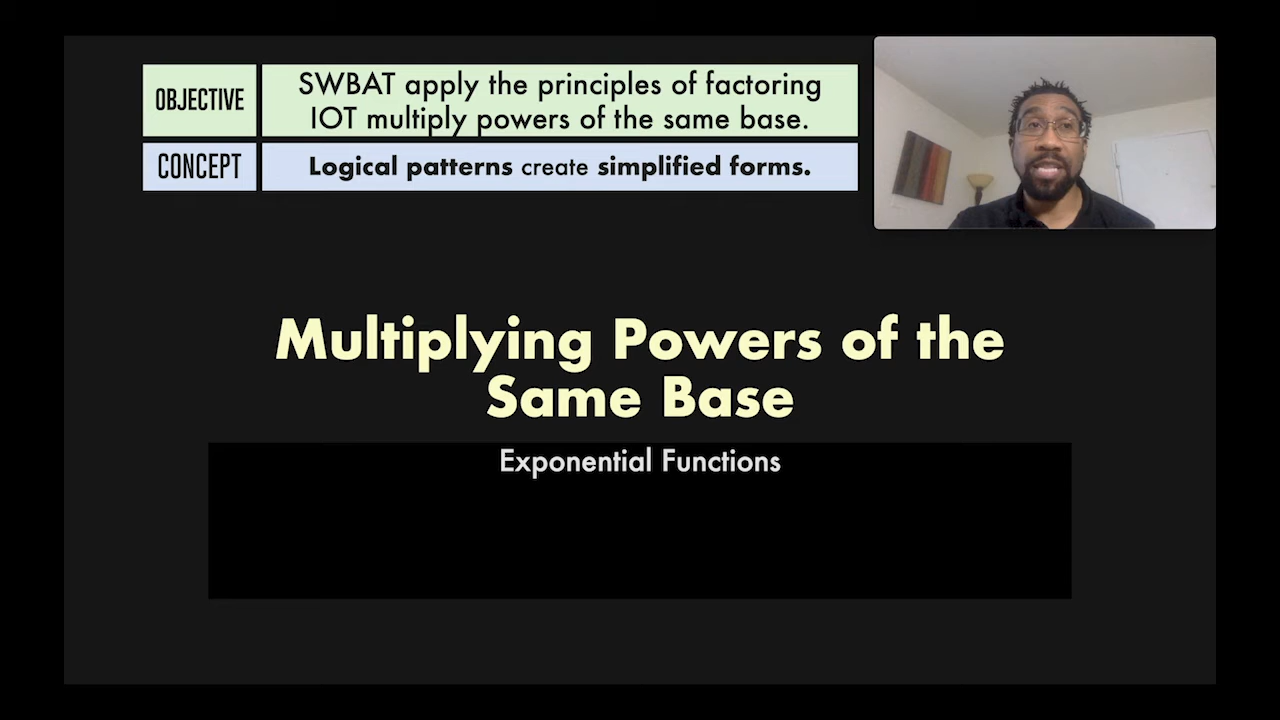 OBJECTIVE
SWBAT apply the principles of factoring
IOT multiply powers of the same base.
CONCEPT
Logical patterns create simplified forms.
Multiplying Powers of the
Same Base
Exponential Functions